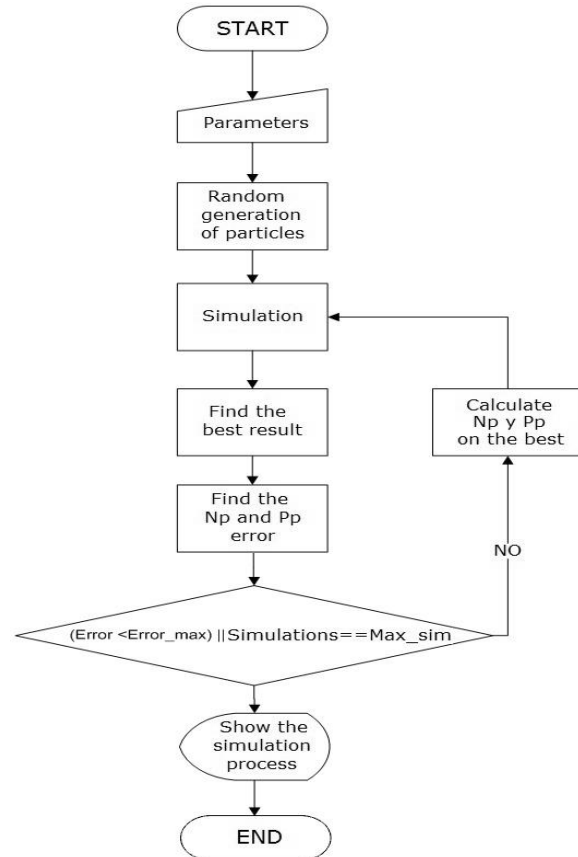 START
Parameters
Random
generation
of particles
Simulation
Find the
best result
Calculate
Np y Pp
on the best
Find the
Np and Pp
error
NO
(Error <Error_max) ||Simulations==Max_sim
Show the
simulation
process
END